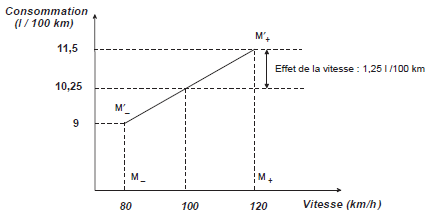 Consommation
(l / 100 km)
M'+
11,5
Effet de la vitesse : 1,25 l /100 km
10,25
M'-
9
M-
M+
80
100
120
Vitesse (km/h)